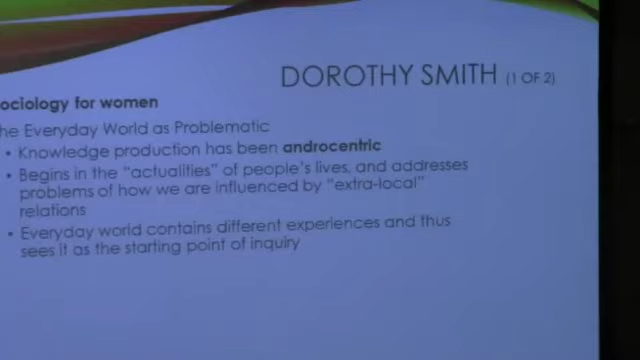 DOROTHY SMITH (1 OF 2)
ociology for women
he Everyday World as Problematic
• Knowledge production has been androcentric
• Begins in the "actualities" of people's lives, and addresses
problems of how we are influenced by "extra-local"
relations
• Everyday world contains different experiences and thus
sees it as the starting point of inquiry